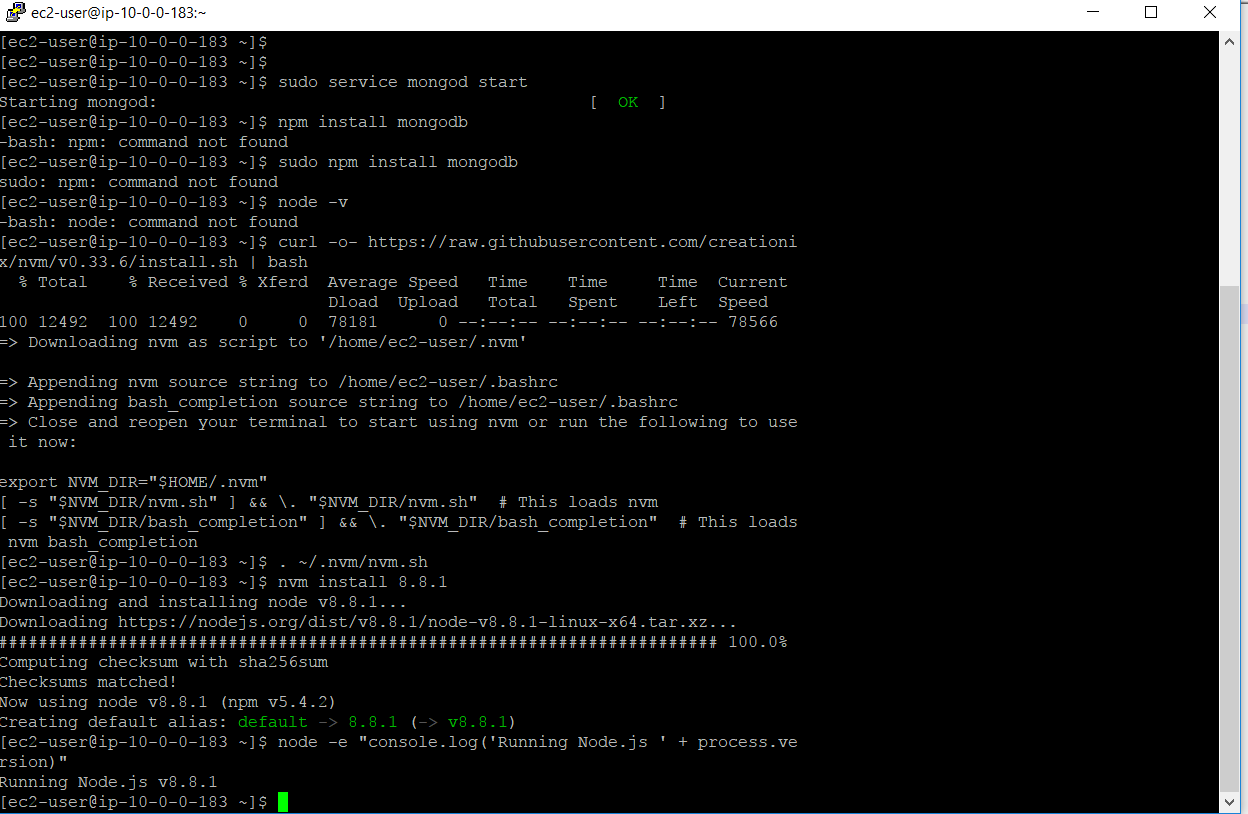 ec2-user@ip-10-0-0-183:~
[ec2-user@ip-10-0-0-183 ~]$
[ec2-user@ip-10-0-0-183 ~]$
[ec2-user@ip-10-0-0-183 ~]$ sudo service mongod start
Starting mongod:                                           [  OK  ]
[ec2-user@ip-10-0-0-183 ~]$ npm install mongodb
-bash: npm: command not found
[ec2-user@ip-10-0-0-183 ~]$ sudo npm install mongodb
sudo: npm: command not found
[ec2-user@ip-10-0-0-183 ~]$ node -v
-bash: node: command not found
[ec2-user@ip-10-0-0-183 ~]$ curl -o- https://raw.githubusercontent.com/creationi
x/nvm/v0.33.6/install.sh | bash
  % Total    % Received % Xferd  Average Speed   Time    Time     Time  Current
                                 Dload  Upload   Total   Spent    Left  Speed
100 12492  100 12492    0     0  78181      0 --:--:-- --:--:-- --:--:-- 78566
=> Downloading nvm as script to '/home/ec2-user/.nvm'
=> Appending nvm source string to /home/ec2-user/.bashrc
=> Appending bash_completion source string to /home/ec2-user/.bashrc
=> Close and reopen your terminal to start using nvm or run the following to use
 it now:
export NVM_DIR="$HOME/.nvm"
[ -s "$NVM_DIR/nvm.sh" ] && \. "$NVM_DIR/nvm.sh"  # This loads nvm
[ -s "$NVM_DIR/bash_completion" ] && \. "$NVM_DIR/bash_completion"  # This loads
 nvm bash_completion
[ec2-user@ip-10-0-0-183 ~]$ . ~/.nvm/nvm.sh
[ec2-user@ip-10-0-0-183 ~]$ nvm install 8.8.1
Downloading and installing node v8.8.1...
Downloading https://nodejs.org/dist/v8.8.1/node-v8.8.1-linux-x64.tar.xz...
######################################################################## 100.0%
Computing checksum with sha256sum
Checksums matched!
Now using node v8.8.1 (npm v5.4.2)
Creating default alias: default -> 8.8.1 (-> v8.8.1)
[ec2-user@ip-10-0-0-183 ~]$ node -e "console.log('Running Node.js ' + process.ve
rsion)"
Running Node.js v8.8.1
[ec2-user@ip-10-0-0-183 ~]$